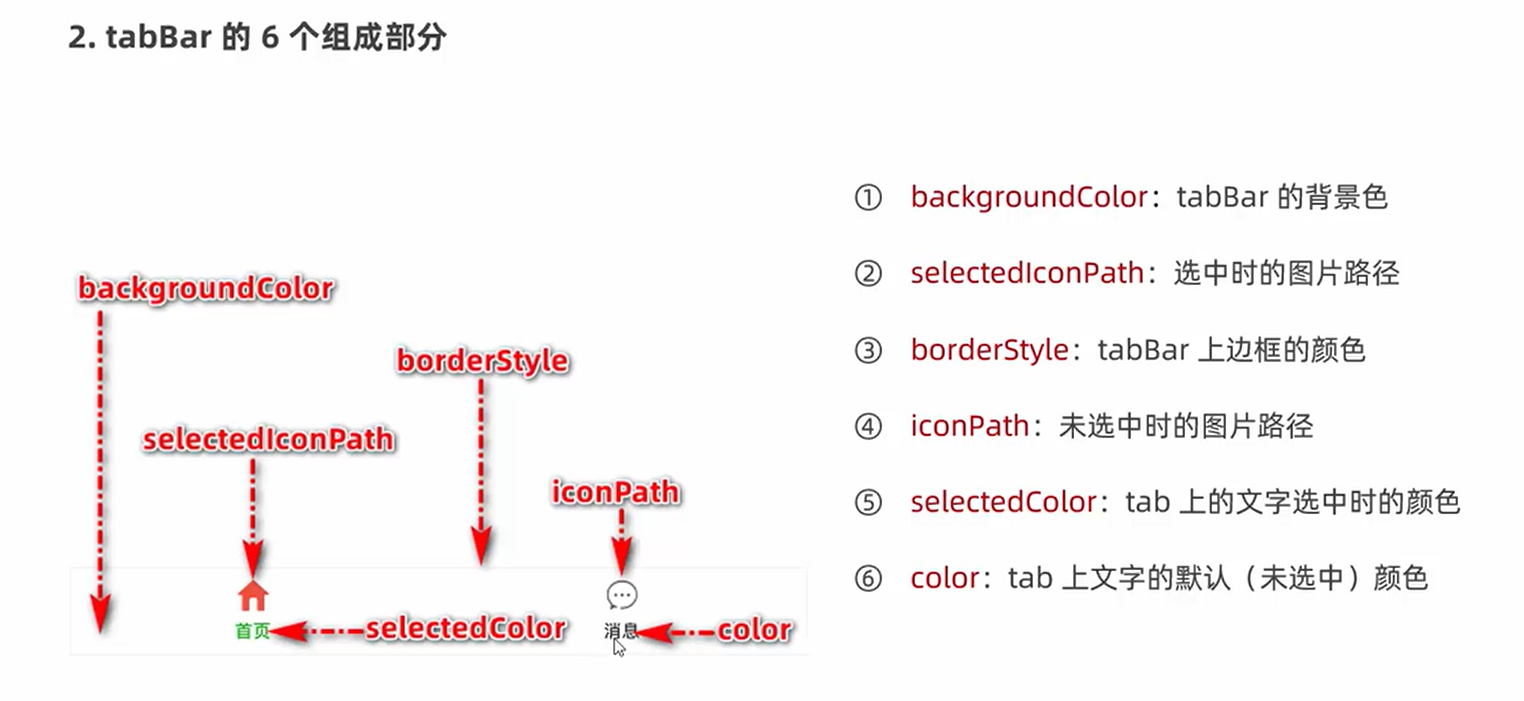 2. tabBar 的 6 个组成部分
backgroundColor
borderStyle
selectedIconPath
iconPath
首页
selectedColor
消息
color
① backgroundColor：tabBar 的背景色
② selectedIconPath：选中时的图片路径
③ borderStyle：tabBar 上边框的颜色
④ iconPath：未选中时的图片路径
⑤ selectedColor：tab 上的文字选中时的颜色
⑥ color：tab 上文字的默认（未选中）颜色